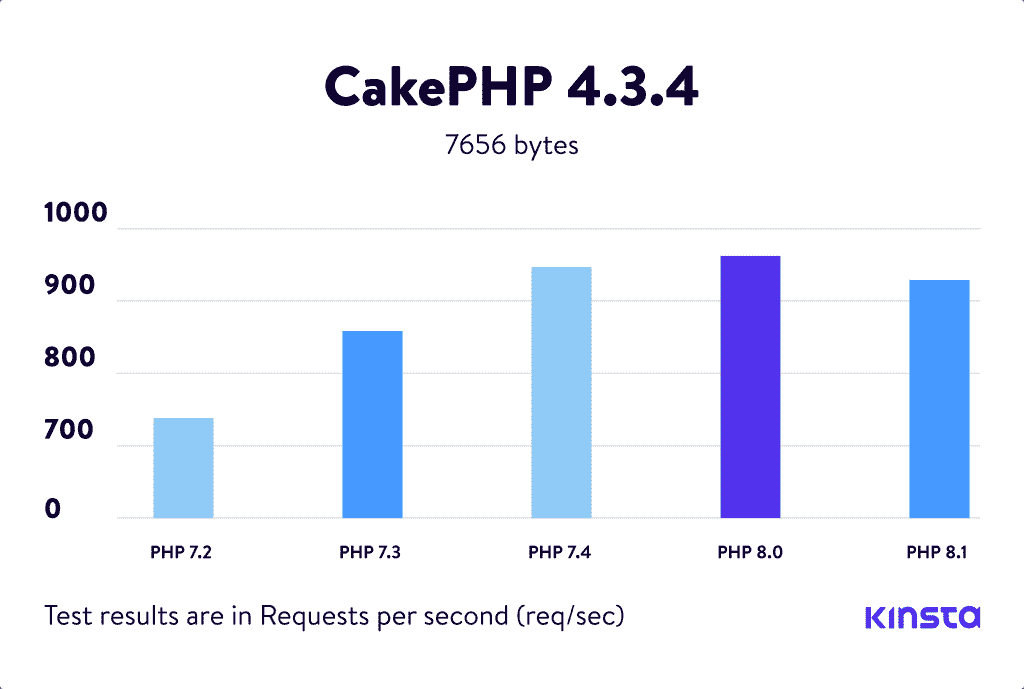 CakePHP 4.3.4
7656 bytes
1000
900
800
700
0
PHP 7.2 PHP 7.3 PHP 7.4 PHP 8.0 PHP 8.1
Test results are in Requests per second (req/sec)
KINSTA